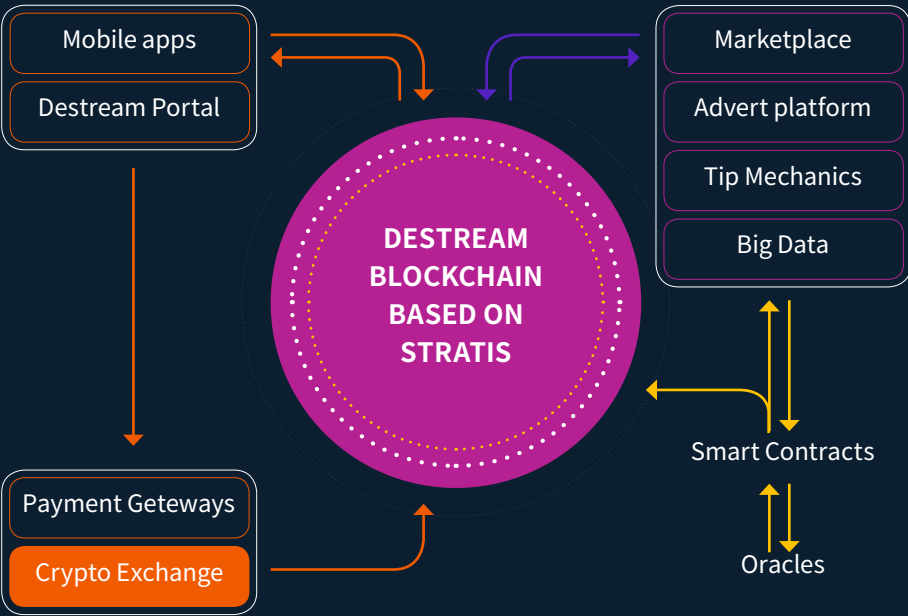 Mobile apps
Destream Portal
Marketplace
Advert platform
Tip Mechanics
Big Data
DESTREAM
BLOCKCHAIN
BASED ON
STRATIS
Smart Contracts
Oracles
Payment Geteways
Crypto Exchange